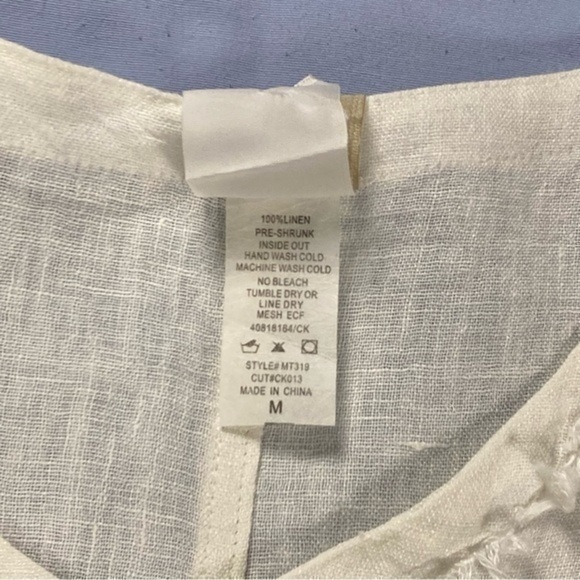 100%LINEN
PRE-SHRUNK
INSIDE OUT
HAND WASH COLD
MACHINE WASH COLD
NO BLEACH
TUMBLE DRY OR
LINE DRY
MESH ECF
40818184/CK
STYLE# MT319
CUT#CK013
MADE IN CHINA
M